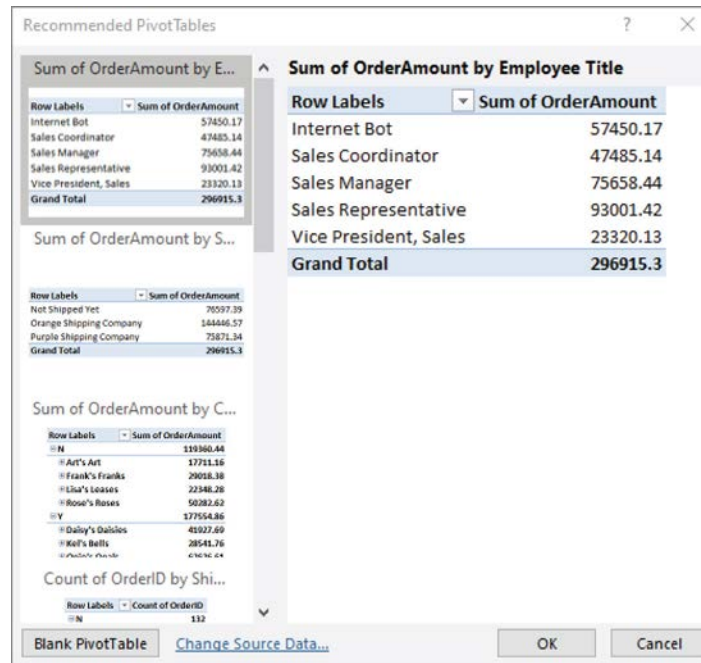 Recommended PivotTables
Sum of OrderAmount by E...
Row Labels Sum of OrderAmount
Internet Bot 57450.17
Sales Coordinator 47485.14
Sales Manager 75658.44
Sales Representative 93001.42
Vice President, Sales 23320.13
Grand Total 296915.3
Sum of OrderAmount by S...
Row Labels Sum of OrderAmount
Not Shipped Yet 76597.39
Orange Shipping Company 144446.57
Purple Shipping Company 75871.34
Grand Total 296915.3
Sum of OrderAmount by C...
Row Labels Sum of OrderAmount
N 119360.44
Art's Art 17711.16
Frank's Franks 29018.38
Lisa's Leases 22348.28
Rose's Roses 50282.62
Y 177554.86
Daisy's Daisies 41927.69
Kel's Bells 28541.76
Count of OrderID by Shi...
Row Labels Count of OrderID
N 132
Sum of OrderAmount by Employee Title
Row Labels Sum of OrderAmount
Internet Bot 57450.17
Sales Coordinator 47485.14
Sales Manager 75658.44
Sales Representative 93001.42
Vice President, Sales 23320.13
Grand Total 296915.3
Blank PivotTable Change Source Data... OK Cancel